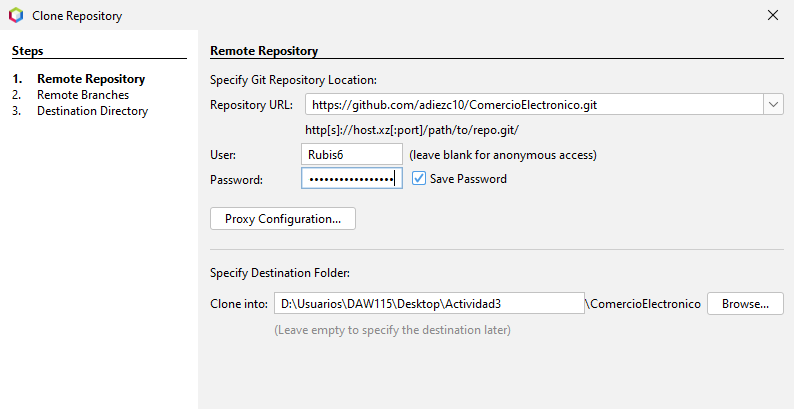 Clone Repository
Steps
1. Remote Repository
2. Remote Branches
3. Destination Directory
Remote Repository
Specify Git Repository Location:
Repository URL: https://github.com/adiezc10/ComercioElectronico.git
http[s]://host.xz[:port]/path/to/repo.git/
User: Rubis6 (leave blank for anonymous access)
Password: ••••••••••••••••• Save Password
Proxy Configuration...
Specify Destination Folder:
Clone into: D:\Usuarios\DAW115\Desktop\Actividad3 \ComercioElectronico Browse...
(Leave empty to specify the destination later)